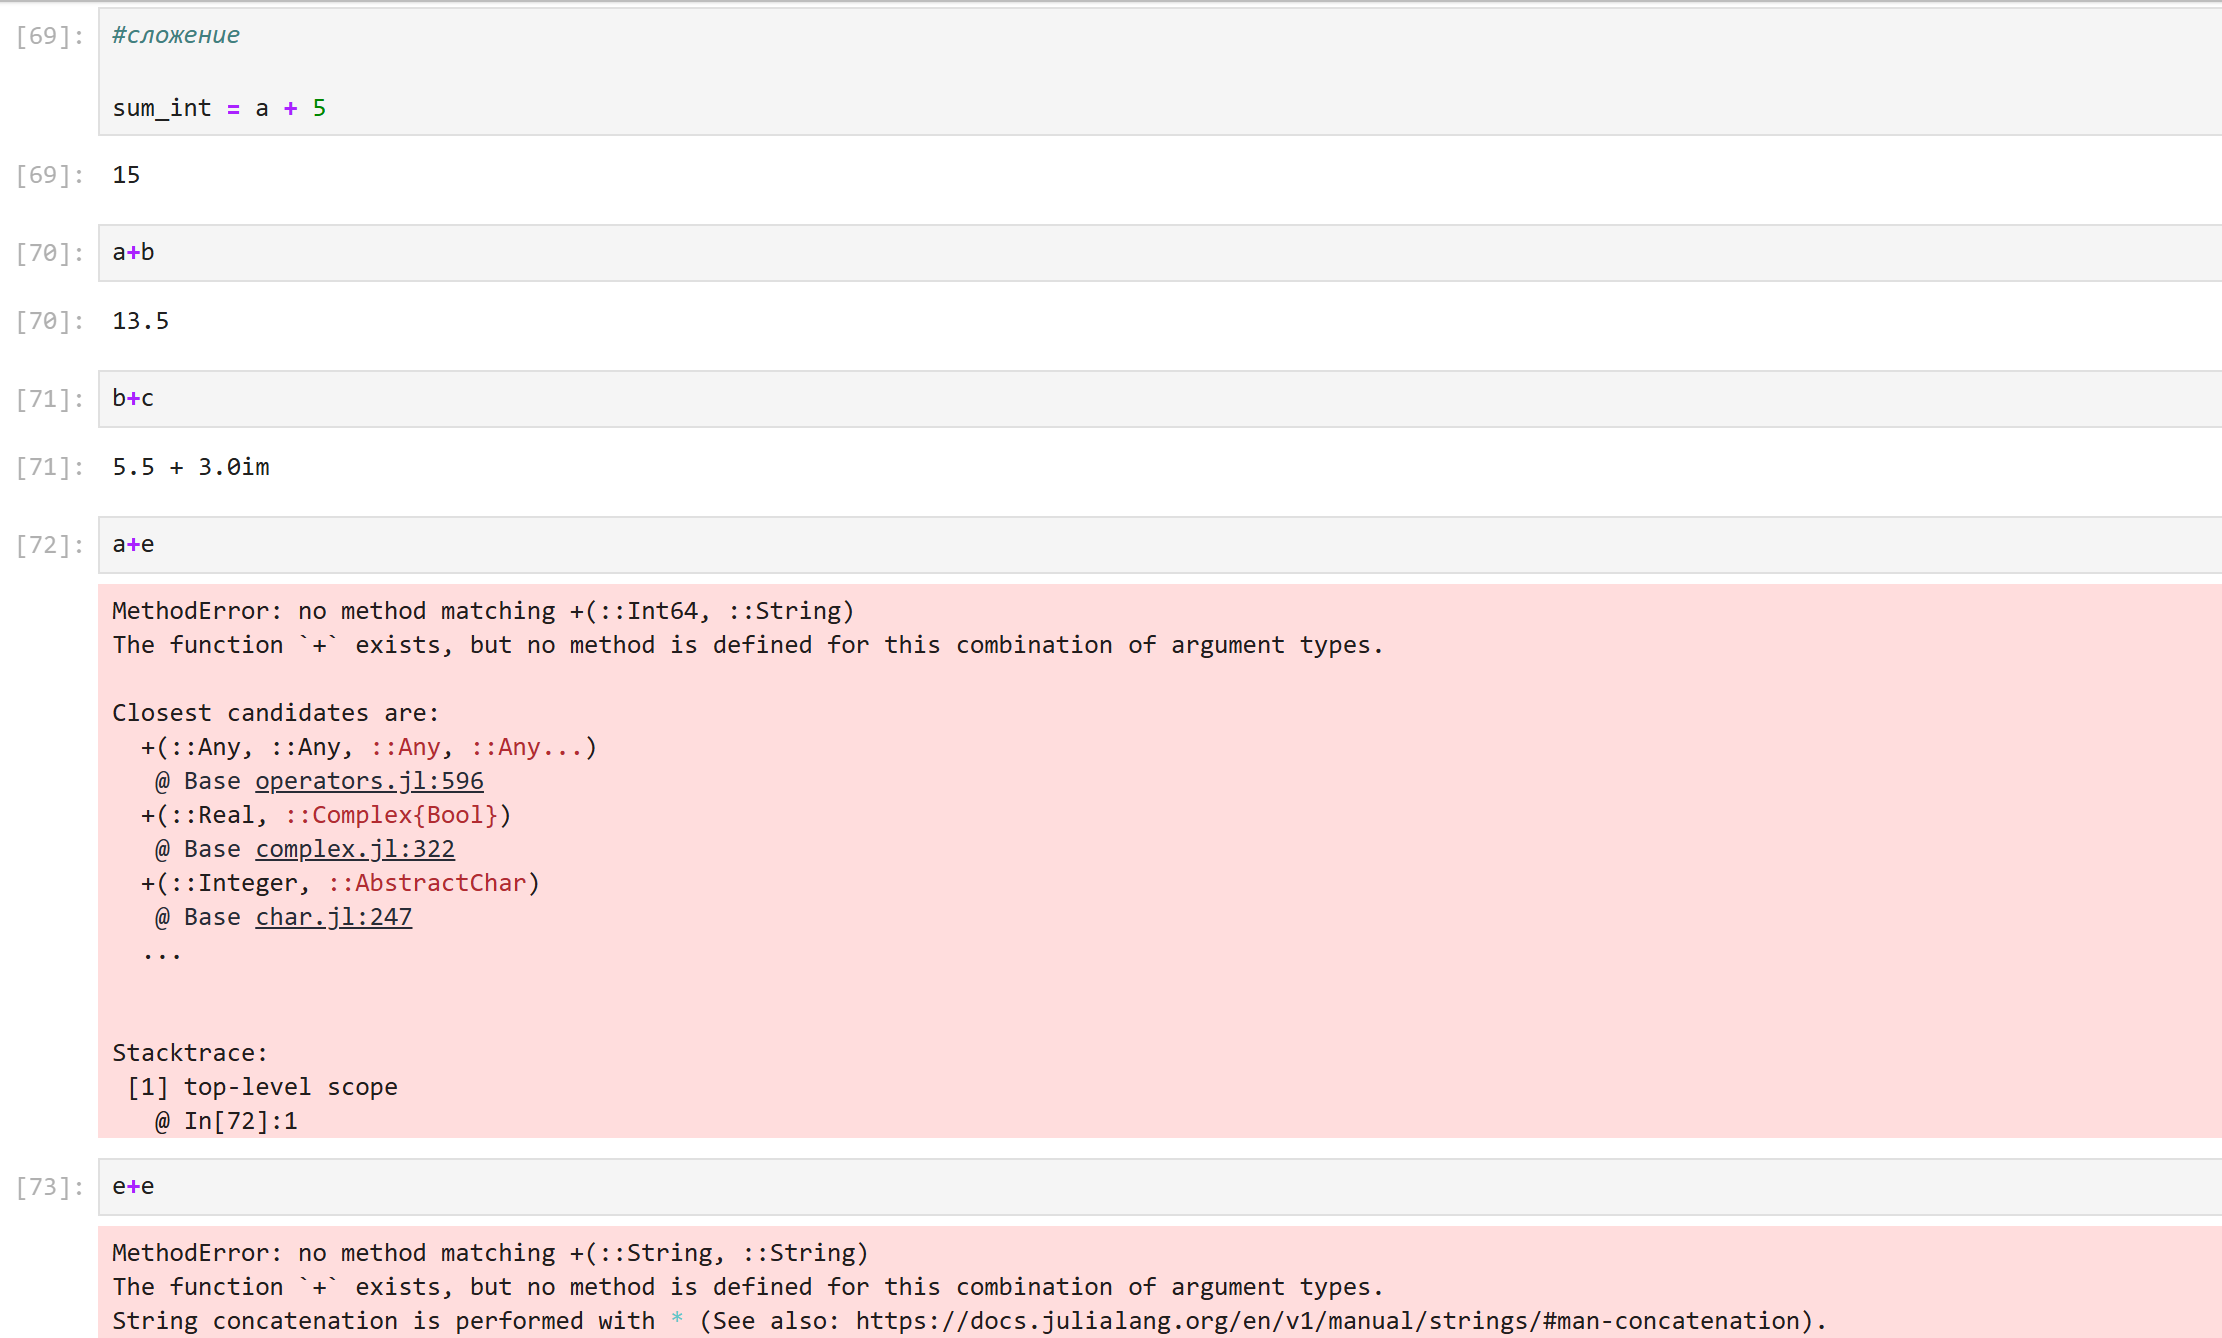 [69]: #сложение
sum_int = a + 5
[69]: 15
[70]: a+b
[70]: 13.5
[71]: b+c
[71]: 5.5 + 3.0im
[72]: a+e
MethodError: no method matching +(::Int64, ::String)
The function `+` exists, but no method is defined for this combination of argument types.
Closest candidates are:
+(::Any, ::Any, ::Any, ::Any...)
@ Base operators.jl:596
+(::Real, ::Complex{Bool})
@ Base complex.jl:322
+(::Integer, ::AbstractChar)
@ Base char.jl:247
...
Stacktrace:
[1] top-level scope
@ In[72]:1
[73]: e+e
MethodError: no method matching +(::String, ::String)
The function `+` exists, but no method is defined for this combination of argument types.
String concatenation is performed with * (See also: https://docs.julialang.org/en/v1/manual/strings/#man-concatenation).